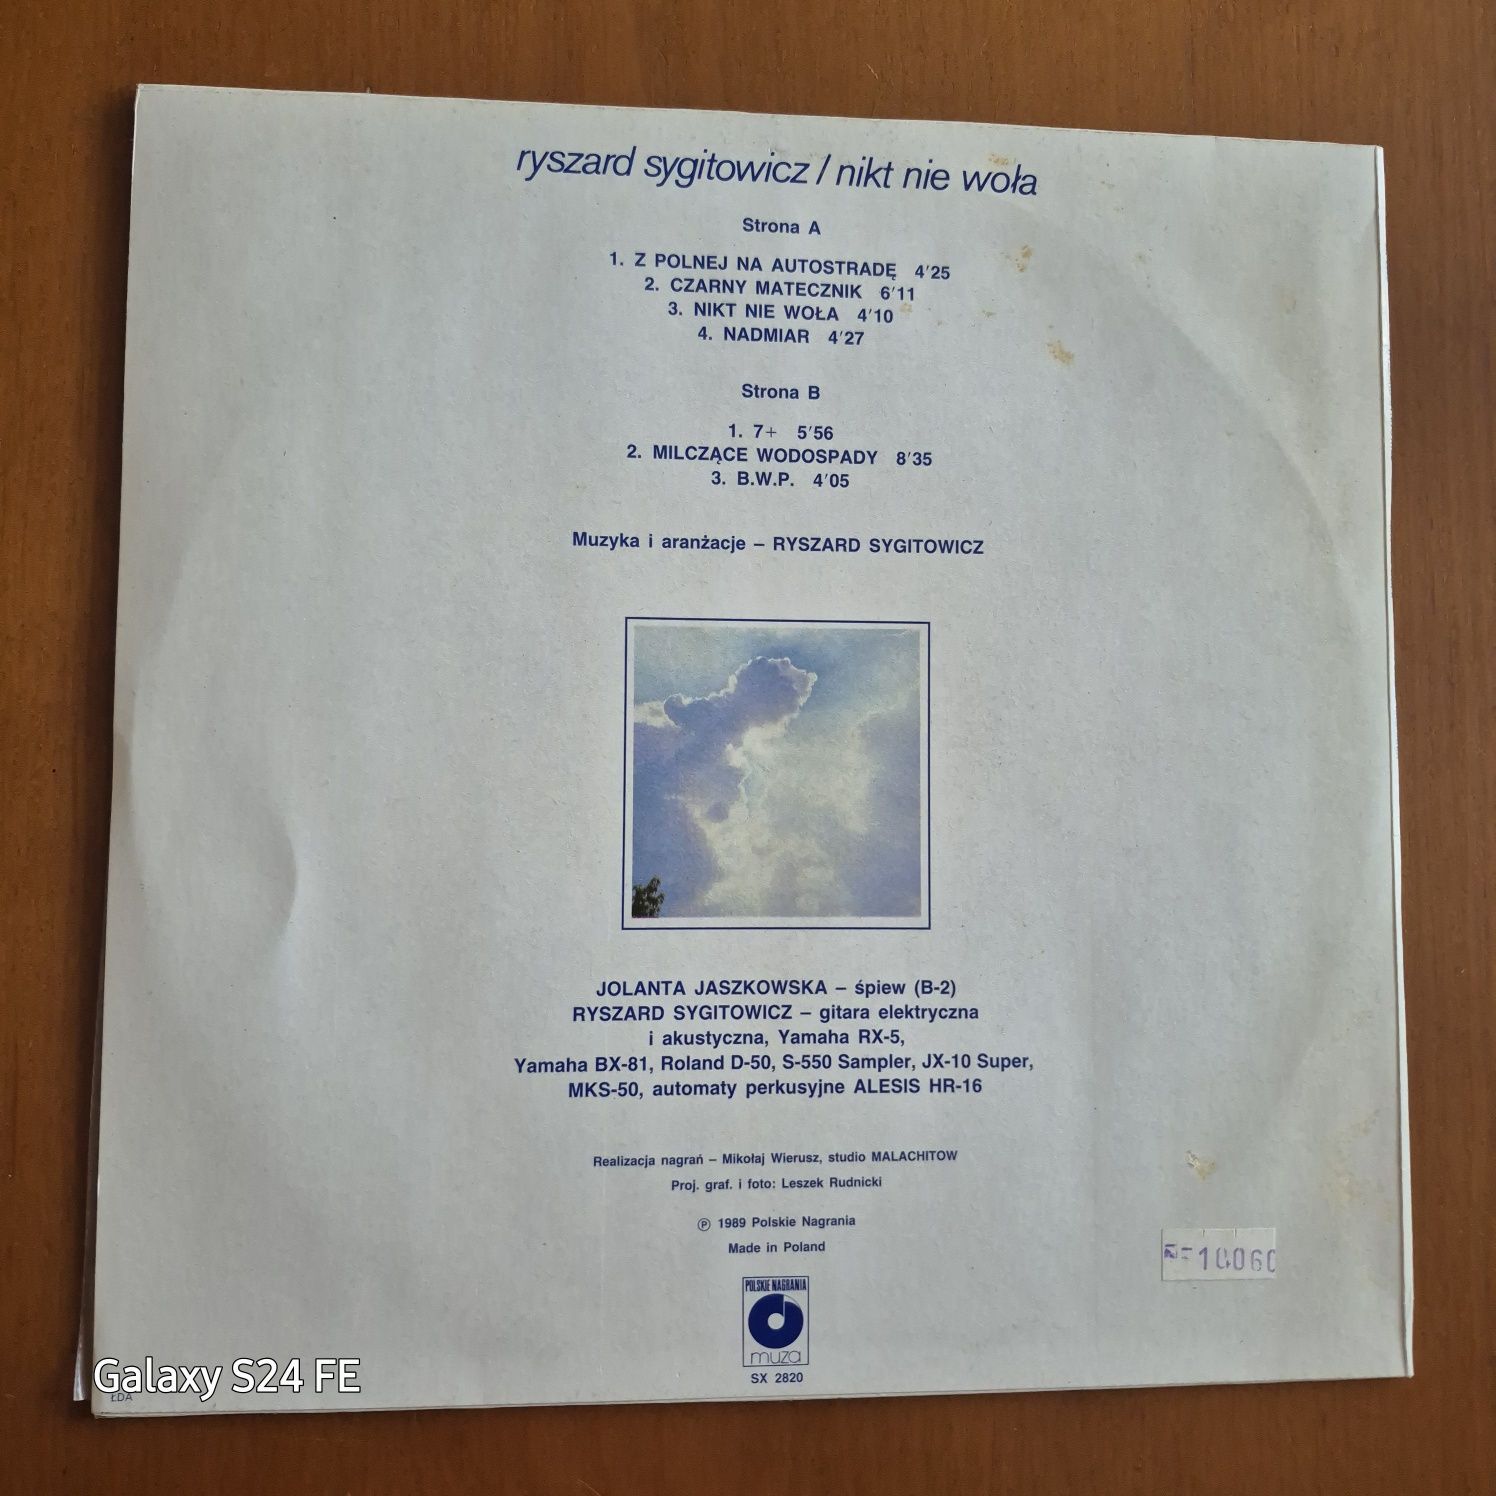 ryszard sygitowicz / nikt nie woła
Strona A
1. Z POLNEJ NA AUTOSTRADĘ 4'25
2. CZARNY MATECZNIK 6'11
3. NIKT NIE WOŁA 4'10
4. NADMIAR 4'27
Strona B
1. 7+ 5'56
2. MILCZĄCE WODOSPADY 8'35
3. B.W.P. 4'05
Muzyka i aranżacje – RYSZARD SYGITOWICZ
JOLANTA JASZKOWSKA – śpiew (B-2)
RYSZARD SYGITOWICZ – gitara elektryczna
i akustyczna, Yamaha RX-5,
Yamaha BX-81, Roland D-50, S-550 Sampler, JX-10 Super,
MKS-50, automaty perkusyjne ALESIS HR-16
Realizacja nagrań – Mikołaj Wierusz, studio MALACHITOW
Proj. graf. i foto: Leszek Rudnicki
℗ 1989 Polskie Nagrania
Made in Poland
POLSKIE NAGRANIA
muza
SX 2820
Galaxy S24 FE
ŁDA